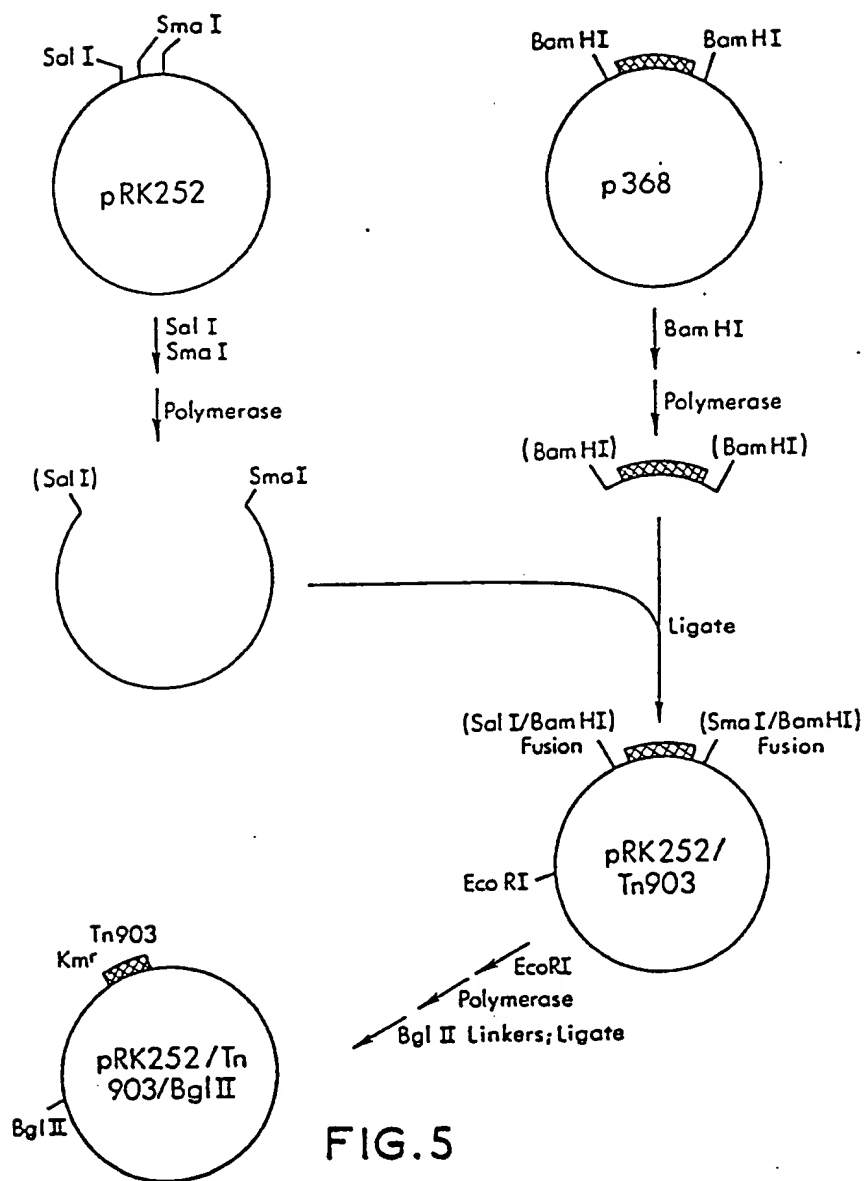 Sma I
Sal I
pRK252
Sal I
Sma I
Polymerase
(Sal I)
Sma I
Bam HI
Bam HI
p368
Bam HI
Polymerase
(Bam HI)
(Bam HI)
Ligate
(Sal I/Bam HI)
Fusion
(Sma I/Bam HI)
Fusion
pRK252/
Tn903
Eco RI
EcoRI
Polymerase
Bgl II Linkers; Ligate
Tn903
Kmʳ
pRK252/Tn
903/Bgl II
Bgl II
FIG.5